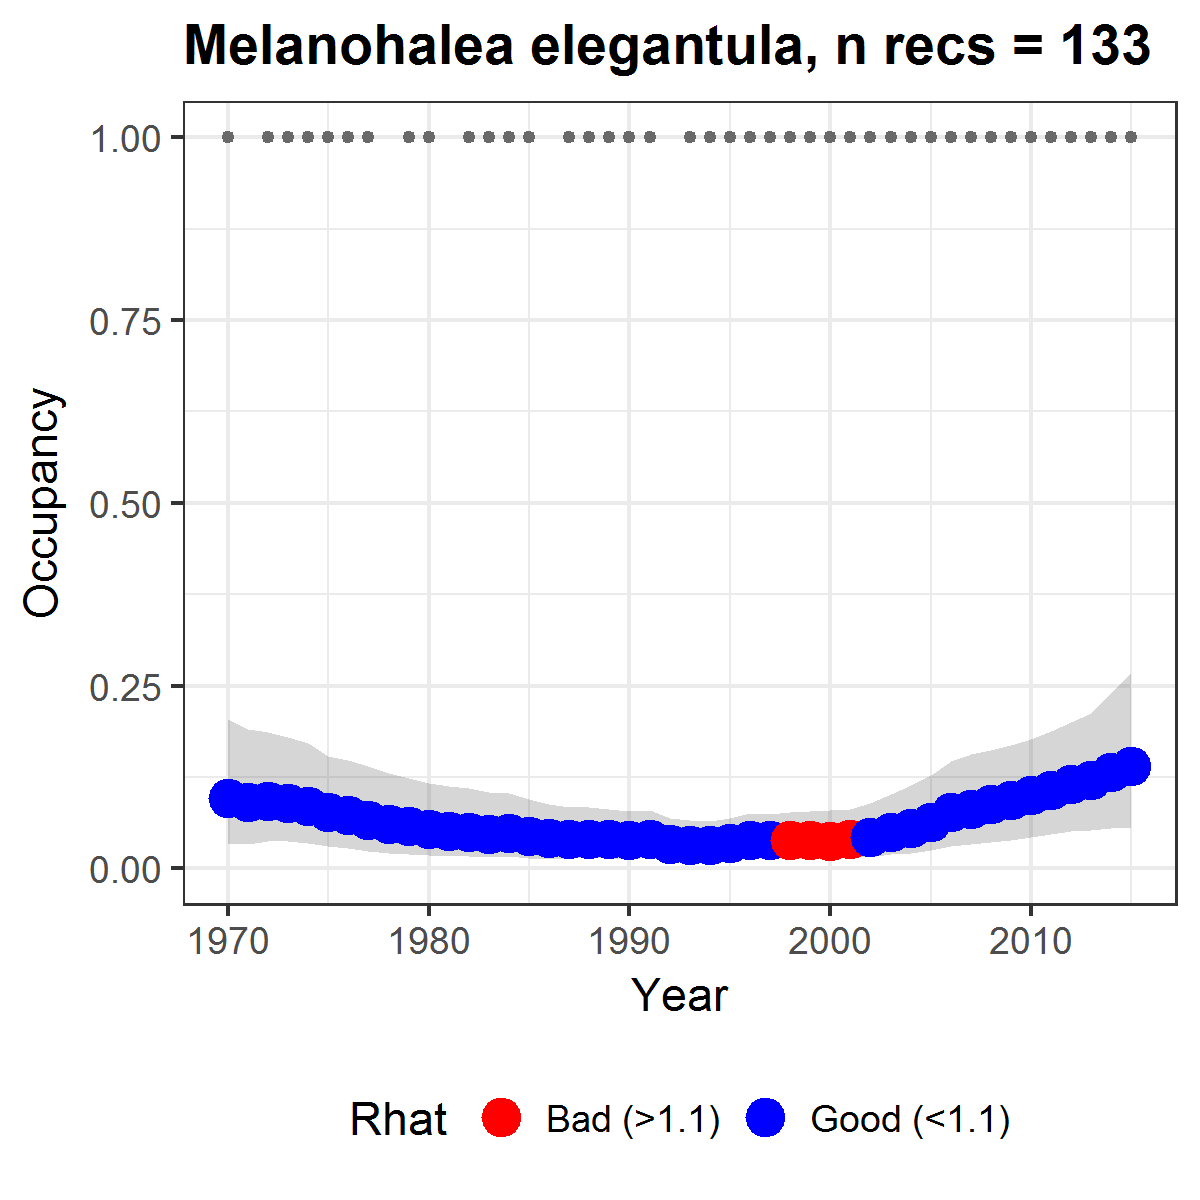 Melanohalea elegantula, n recs = 133
1.00
0.75
0.50
0.25
0.00
Occupancy
1970 1980 1990 2000 2010
Year
Rhat Bad (>1.1) Good (<1.1)